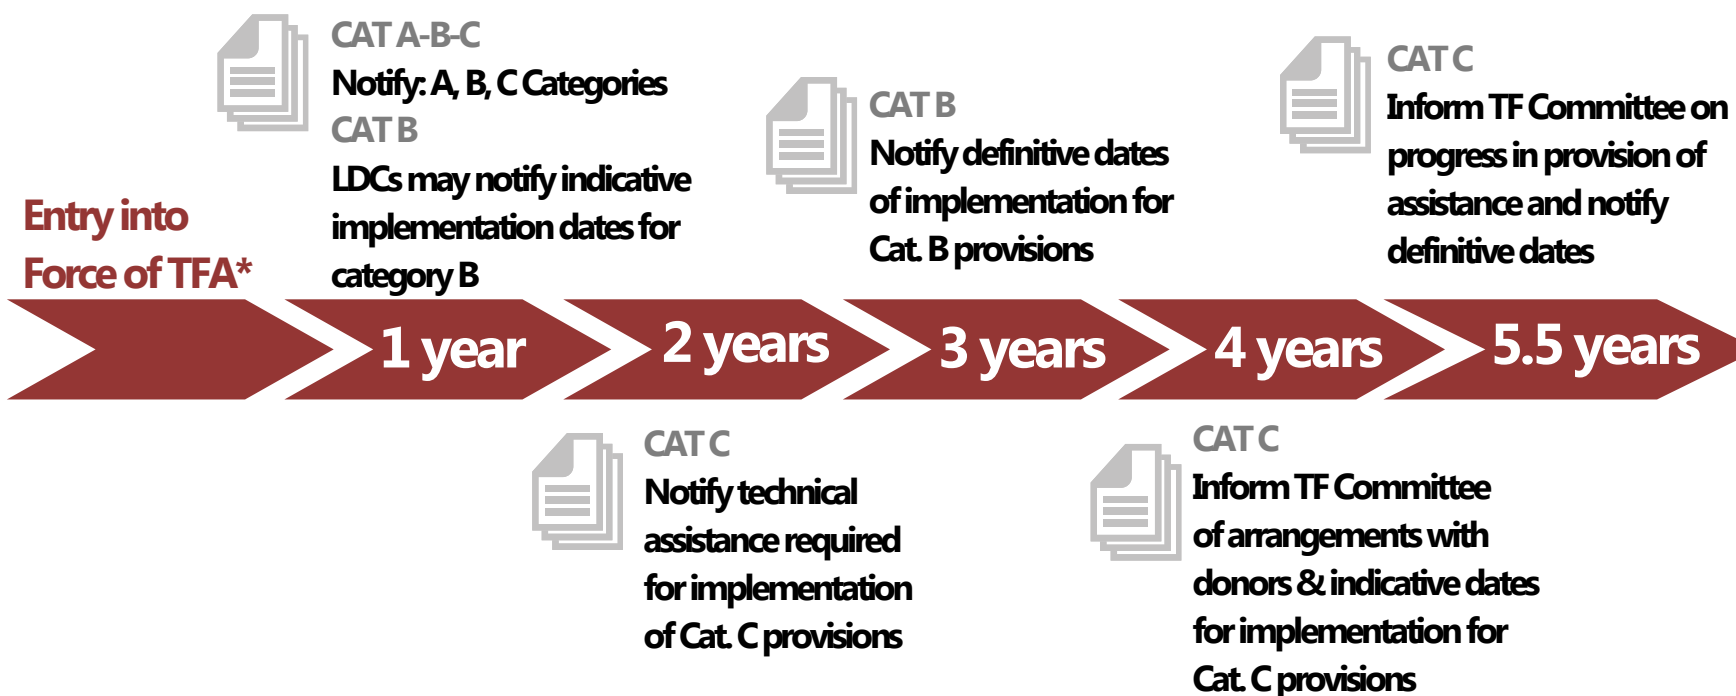 CAT A-B-C
Notify: A, B, C Categories
CAT B
LDCs may notify indicative
implementation dates for
category B
CAT B
Notify definitive dates
of implementation for
Cat. B provisions
CAT C
Inform TF Committee on
progress in provision of
assistance and notify
definitive dates
Entry into
Force of TFA*
1 year
2 years
3 years
4 years
5.5 years
CAT C
Notify technical
assistance required
for implementation
of Cat. C provisions
CAT C
Inform TF Committee
of arrangements with
donors & indicative dates
for implementation for
Cat. C provisions